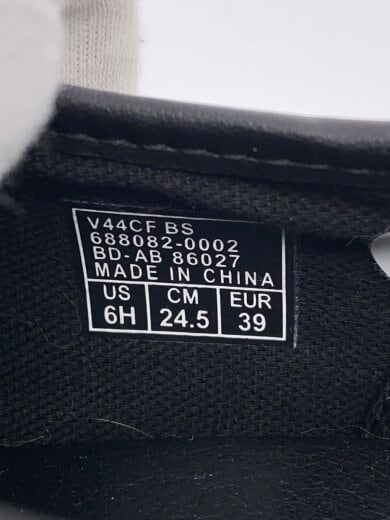 V44CF BS
688082-0002
BD-AB 86027
MADE IN CHINA
US CM EUR
6H 24.5 39